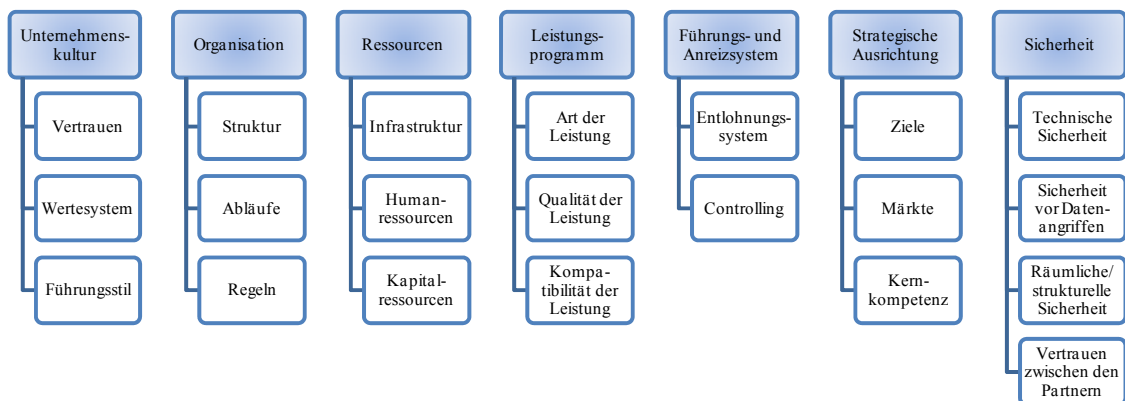 Unternehmens-
kultur
Vertrauen
Wertesystem
Führungsstil
Organisation
Struktur
Abläufe
Regeln
Ressourcen
Infrastruktur
Human-
ressourcen
Kapital-
ressourcen
Leistungs-
programm
Art der
Leistung
Qualität der
Leistung
Kompa-
tibilität der
Leistung
Führungs- und
Anreizsystem
Entlohnungs-
system
Controlling
Strategische
Ausrichtung
Ziele
Märkte
Kern-
kompetenz
Sicherheit
Technische
Sicherheit
Sicherheit
vor Daten-
angriffen
Räumliche/
strukturelle
Sicherheit
Vertrauen
zwischen den
Partnern